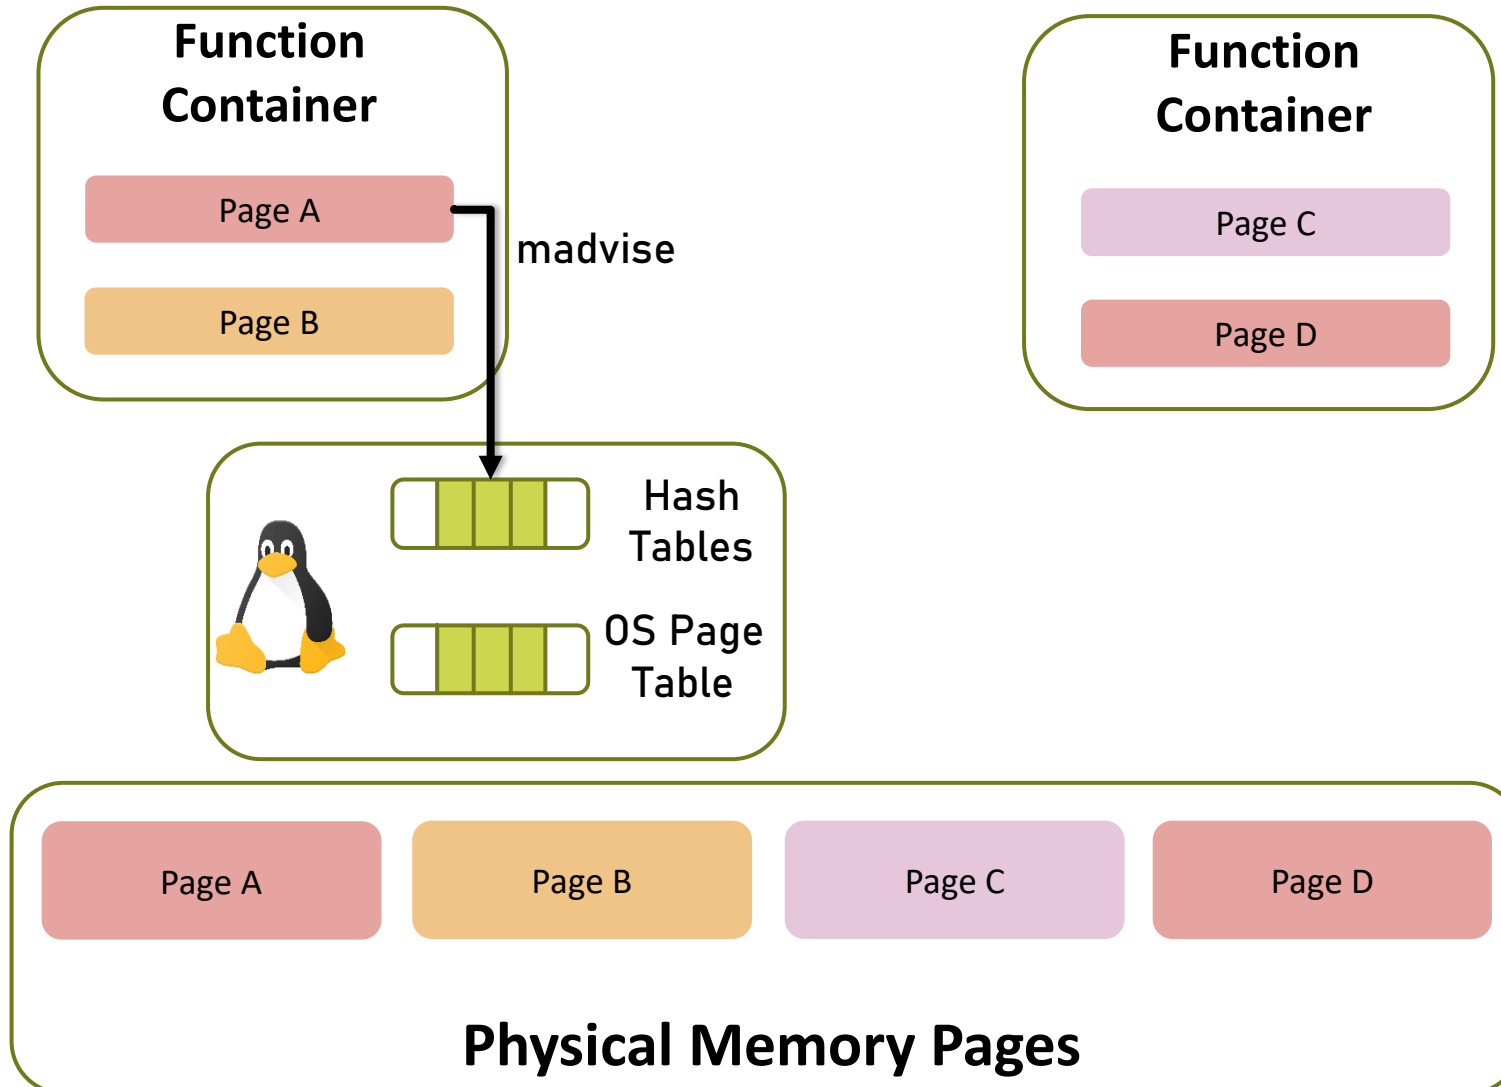 Function
Container
Page A
Page B
madvise
Function
Container
Page C
Page D
Hash
Tables
OS Page
Table
Page A
Page B
Page C
Page D
Physical Memory Pages